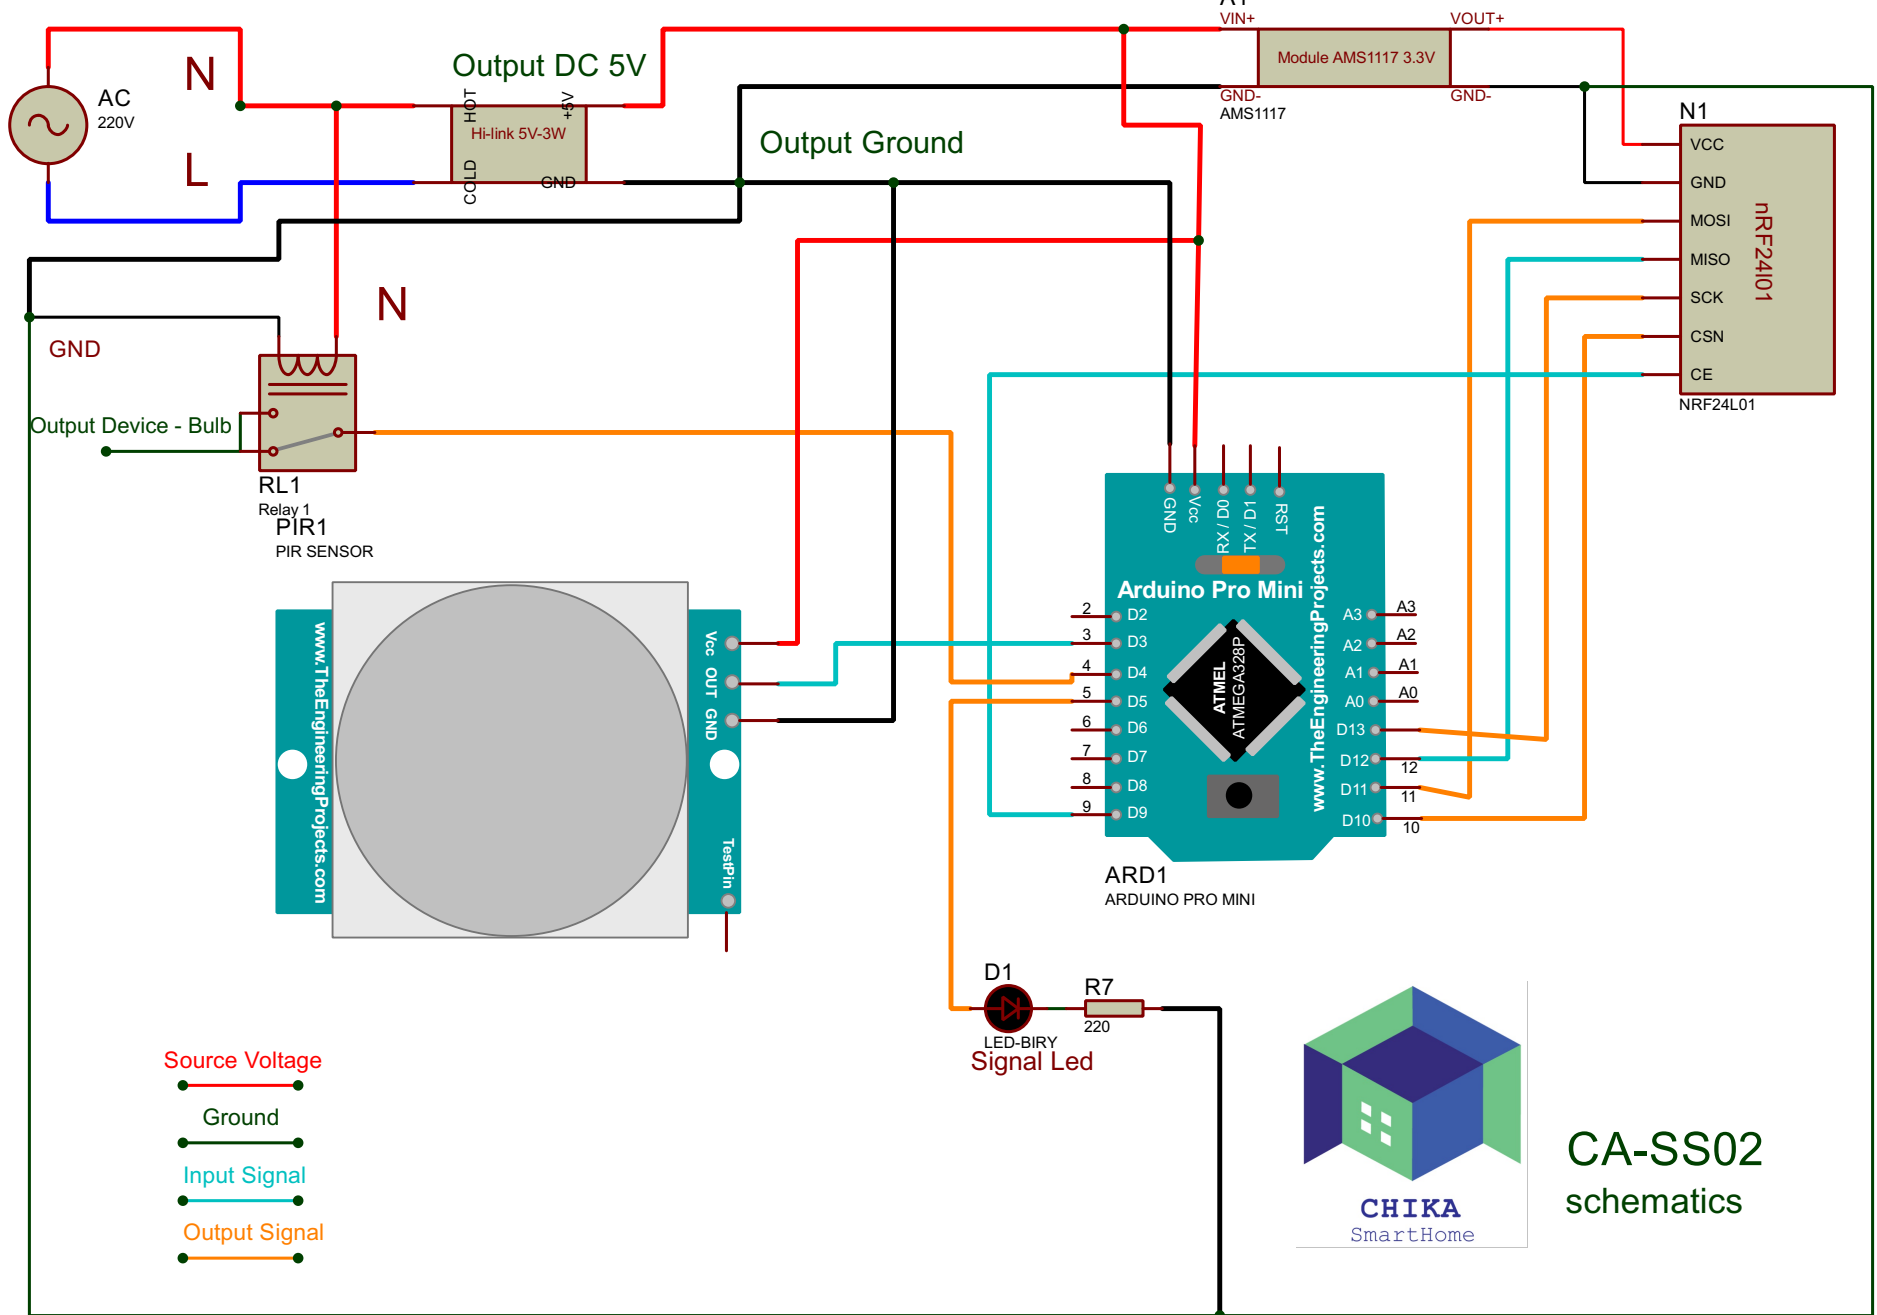 A1
VIN+
VOUT+
Module AMS1117 3.3V
GND-
GND-
AMS1117
N
Output DC 5V
AC
220V
HOT
+5V
Hi-link 5V-3W
COLD
GND
L
Output Ground
N1
VCC
GND
MOSI
MISO
SCK
CSN
CE
nRF24l01
NRF24L01
N
GND
Output Device - Bulb
RL1
Relay 1
PIR1
PIR SENSOR
www.TheEngineeringProjects.com
Vcc
OUT
GND
TestPin
GND
Vcc
RX / D0
TX / D1
RST
Arduino Pro Mini
www.TheEngineeringProjects.com
ATMEL
ATMEGA328P
2 D2
3 D3
4 D4
5 D5
6 D6
7 D7
8 D8
9 D9
A3 A3
A2 A2
A1 A1
A0 A0
D13
D12 12
D11 11
D10 10
ARD1
ARDUINO PRO MINI
D1
LED-BIRY
Signal Led
R7
220
Source Voltage
Ground
Input Signal
Output Signal
CHIKA
SmartHome
CA-SS02
schematics